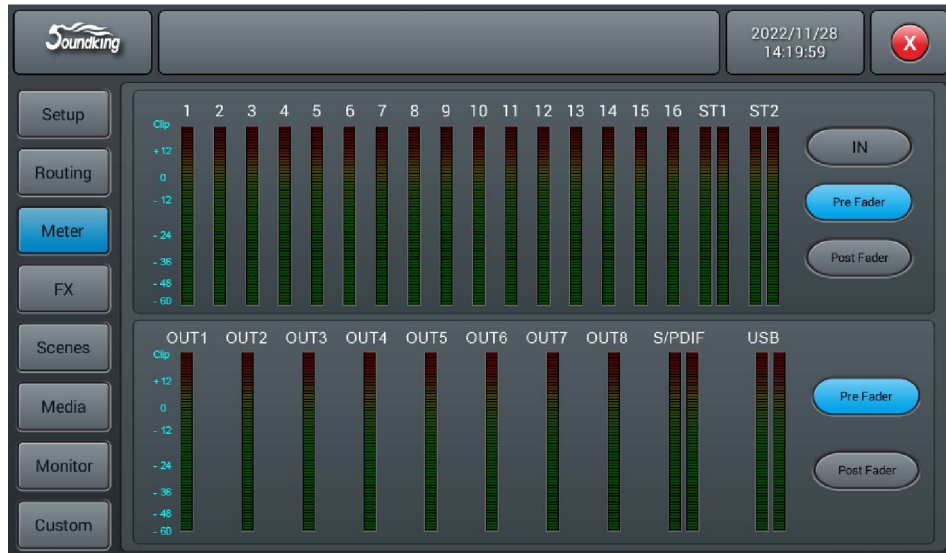 Soundking
2022/11/28
14:19:59
X
Setup
Routing
Meter
FX
Scenes
Media
Monitor
Custom
1 2 3 4 5 6 7 8 9 10 11 12 13 14 15 16 ST1 ST2
Clip
+12
0
- 12
- 24
- 36
- 48
- 60
IN
Pre Fader
Post Fader
OUT1 OUT2 OUT3 OUT4 OUT5 OUT6 OUT7 OUT8 S/PDIF USB
Clip
+12
0
- 12
- 24
- 36
- 48
- 60
Pre Fader
Post Fader